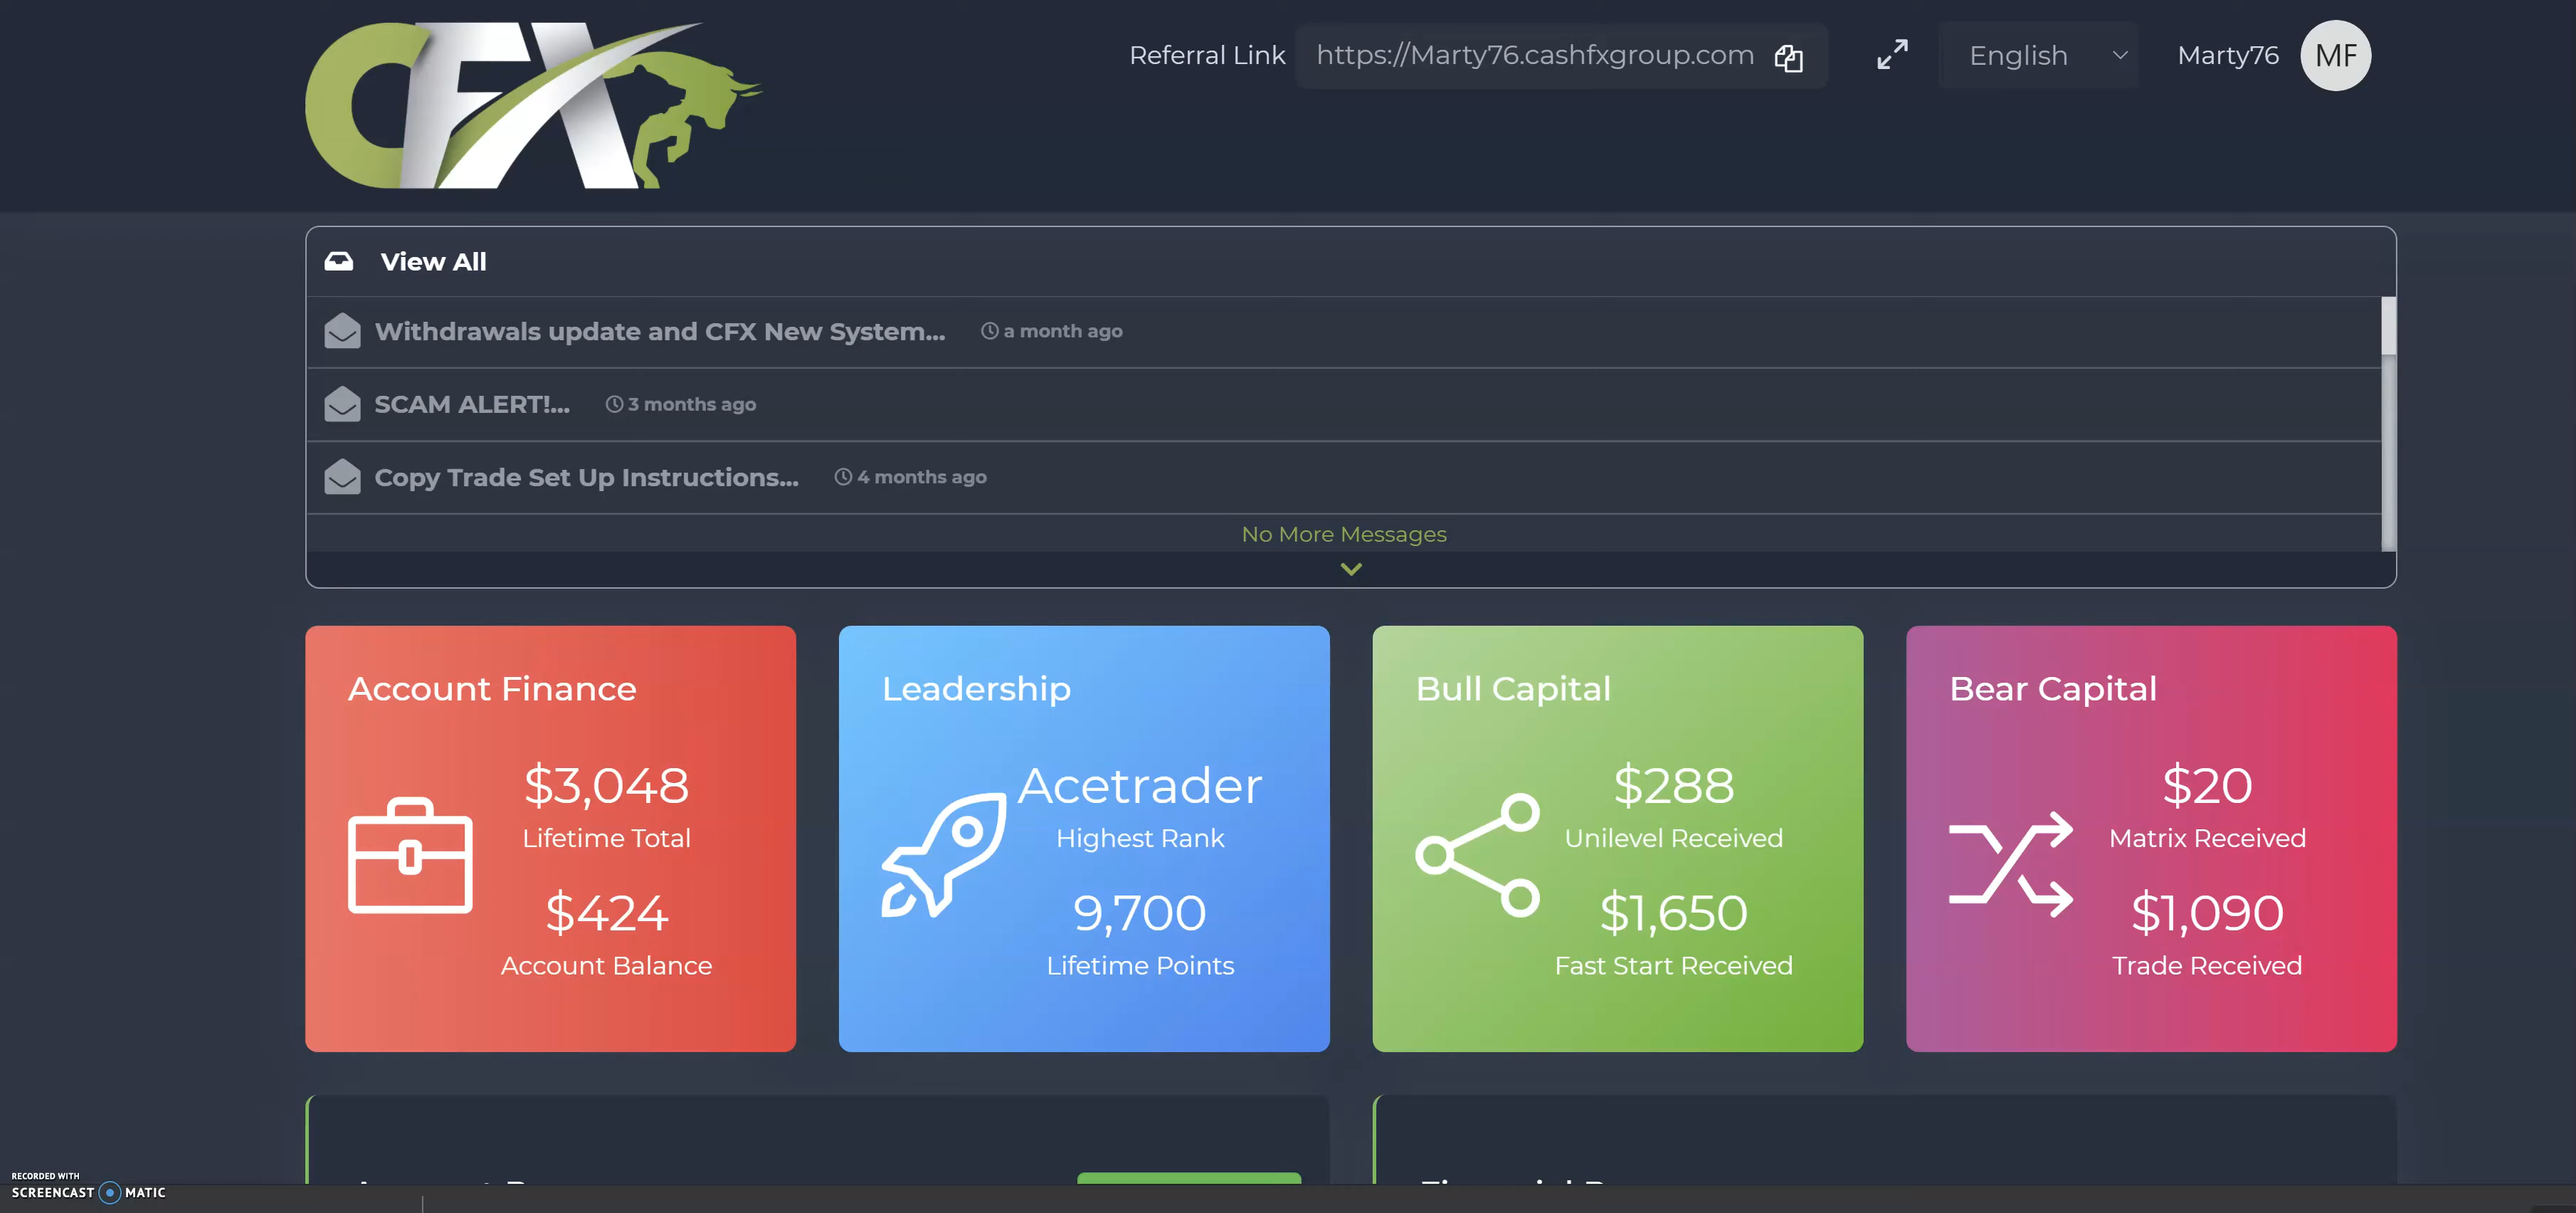 CFX
Referral Link https://Marty76.cashfxgroup.com English Marty76 MF
View All
Withdrawals update and CFX New System... a month ago
SCAM ALERT!... 3 months ago
Copy Trade Set Up Instructions... 4 months ago
No More Messages
Account Finance
$3,048
Lifetime Total
$424
Account Balance
Leadership
Acetrader
Highest Rank
9,700
Lifetime Points
Bull Capital
$288
Unilevel Received
$1,650
Fast Start Received
Bear Capital
$20
Matrix Received
$1,090
Trade Received
RECORDED WITH
SCREENCAST MATIC